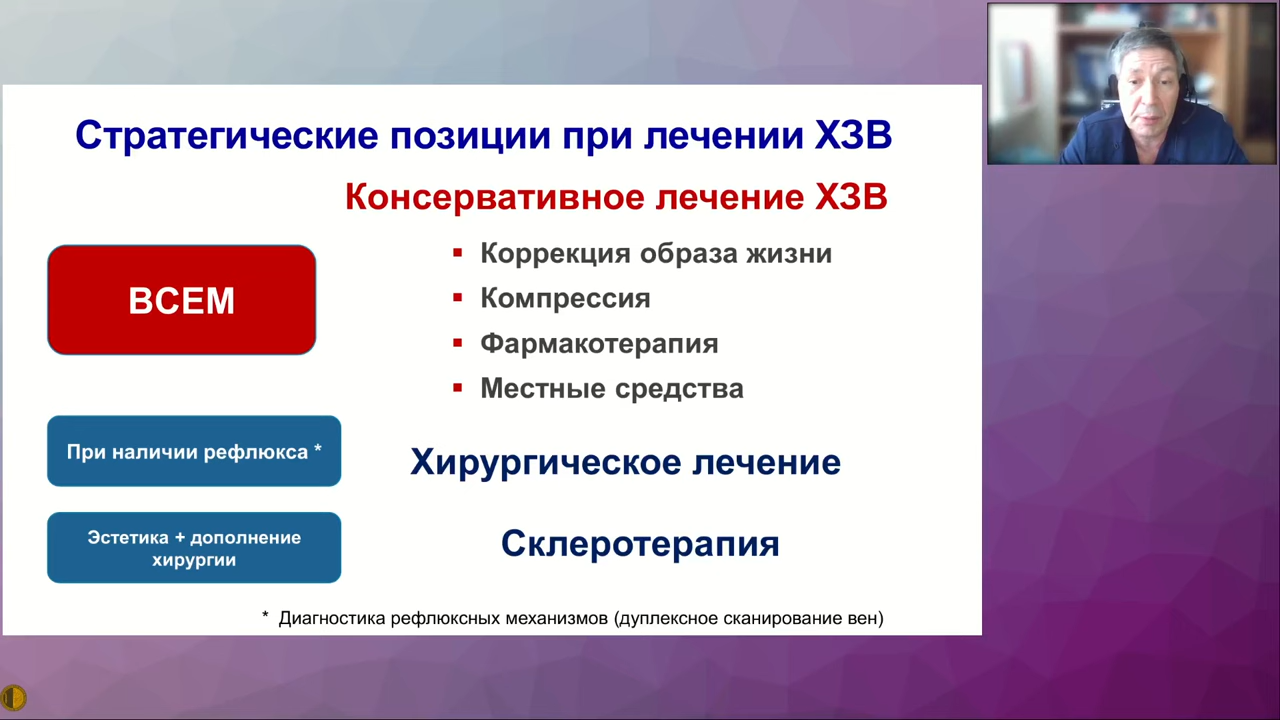 Стратегические позиции при лечении ХЗВ
Консервативное лечение ХЗВ
ВСЕМ
▪ Коррекция образа жизни
▪ Компрессия
▪ Фармакотерапия
▪ Местные средства
При наличии рефлюкса *
Хирургическое лечение
Эстетика + дополнение
хирургии
Склеротерапия
* Диагностика рефлюксных механизмов (дуплексное сканирование вен)